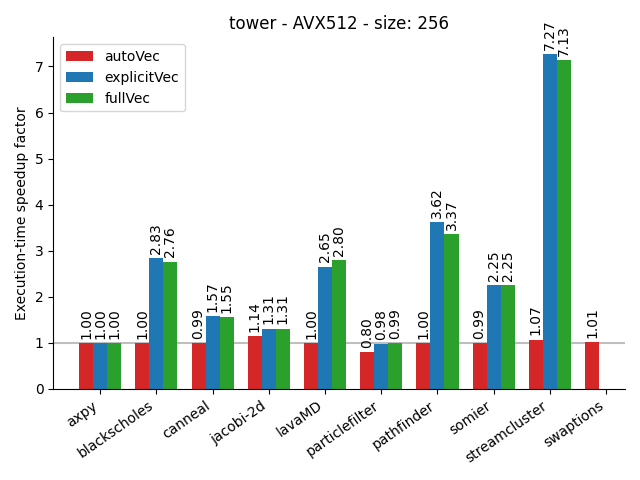 tower - AVX512 - size: 256
autoVec
explicitVec
fullVec
Execution-time speedup factor
7
6
5
4
3
2
1
0
1.00
1.00
1.00
1.00
2.83
2.76
0.99
1.57
1.55
1.14
1.31
1.31
1.00
2.65
2.80
0.80
0.98
0.99
1.00
3.62
3.37
0.99
2.25
2.25
1.07
7.27
7.13
1.01
axpy
blackscholes
canneal
jacobi-2d
lavaMD
particlefilter
pathfinder
somier
streamcluster
swaptions